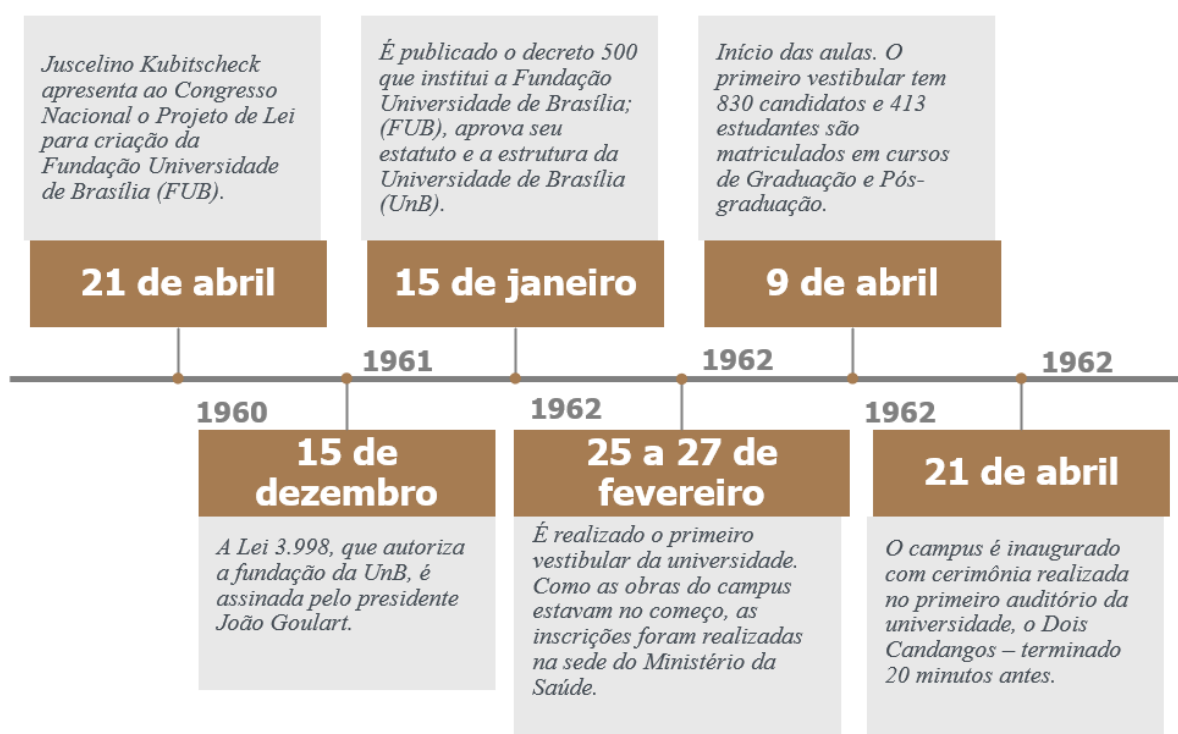 Juscelino Kubitscheck
apresenta ao Congresso
Nacional o Projeto de Lei
para criação da
Fundação Universidade
de Brasília (FUB).
21 de abril
1960
15 de
dezembro
1961
A Lei 3.998, que autoriza
a fundação da UnB, é
assinada pelo presidente
João Goulart.
É publicado o decreto 500
que institui a Fundação
Universidade de Brasília;
(FUB), aprova seu
estatuto e a estrutura da
Universidade de Brasília
(UnB).
15 de janeiro
1962
25 a 27 de
fevereiro
1962
É realizado o primeiro
vestibular da universidade.
Como as obras do campus
estavam no começo, as
inscrições foram realizadas
na sede do Ministério da
Saúde.
Início das aulas. O
primeiro vestibular tem
830 candidatos e 413
estudantes são
matriculados em cursos
de Graduação e Pós-
graduação.
9 de abril
1962
21 de abril
1962
O campus é inaugurado
com cerimônia realizada
no primeiro auditório da
universidade, o Dois
Candangos – terminado
20 minutos antes.